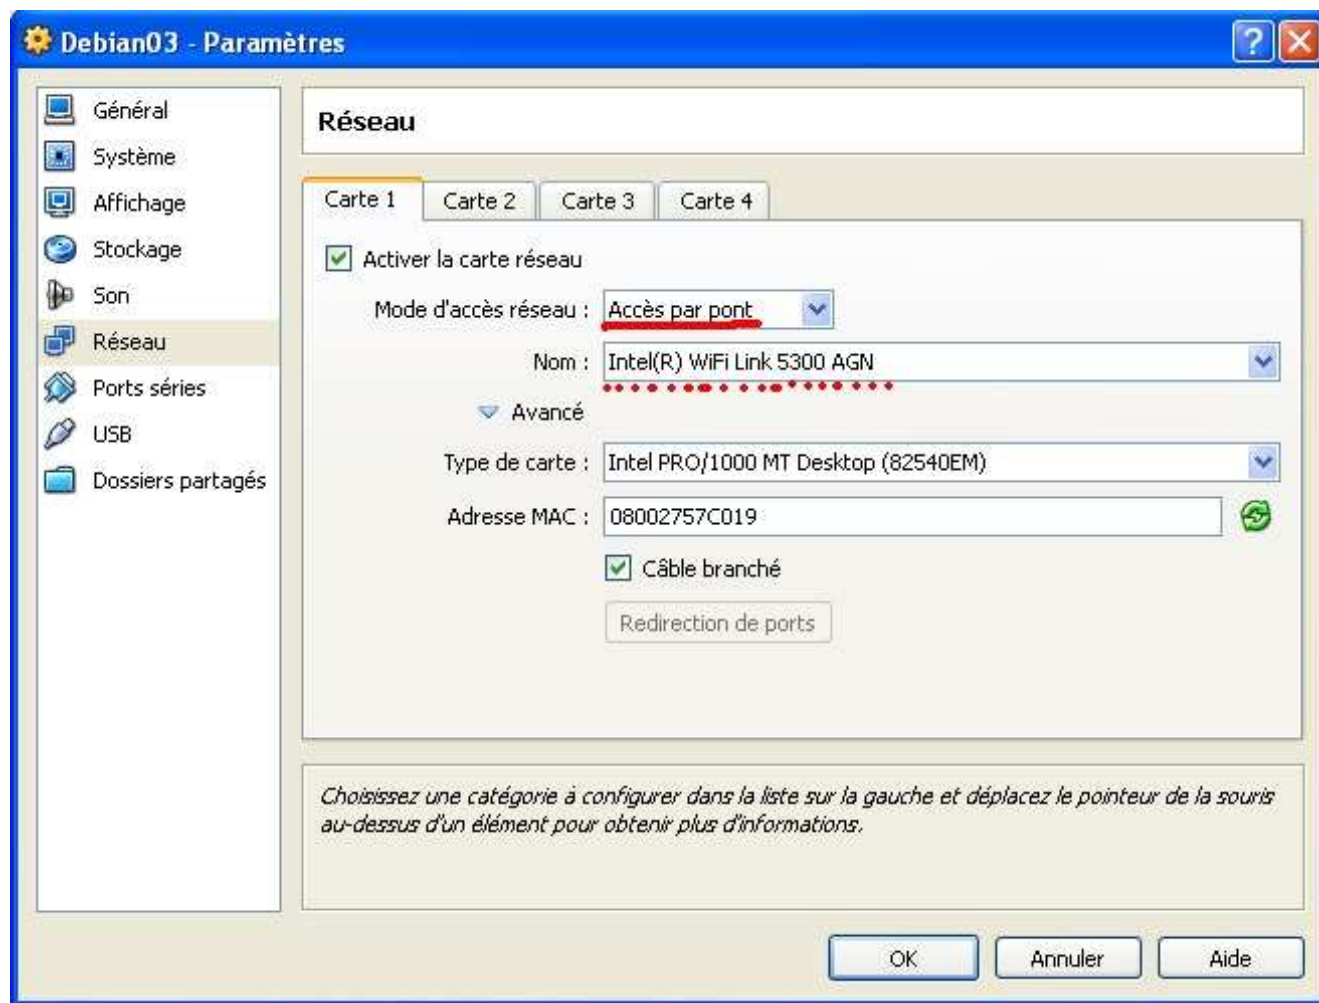 Debian03 - Paramètres
Général
Système
Affichage
Stockage
Son
Réseau
Ports séries
USB
Dossiers partagés
Réseau
Carte 1 Carte 2 Carte 3 Carte 4
Activer la carte réseau
Mode d'accès réseau : Accès par pont
Nom : Intel(R) WiFi Link 5300 AGN
Avancé
Type de carte : Intel PRO/1000 MT Desktop (82540EM)
Adresse MAC : 08002757C019
Câble branché
Redirection de ports
Choisissez une catégorie à configurer dans la liste sur la gauche et déplacez le pointeur de la souris
au-dessus d'un élément pour obtenir plus d'informations.
OK Annuler Aide